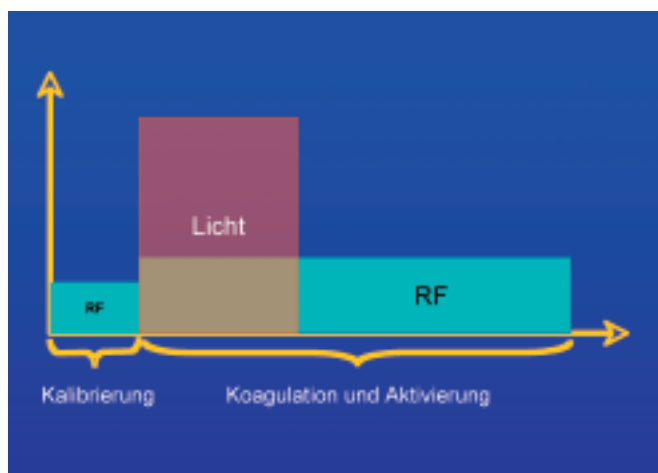 Licht
RF
RF
Kalibrierung
Koagulation und Aktivierung